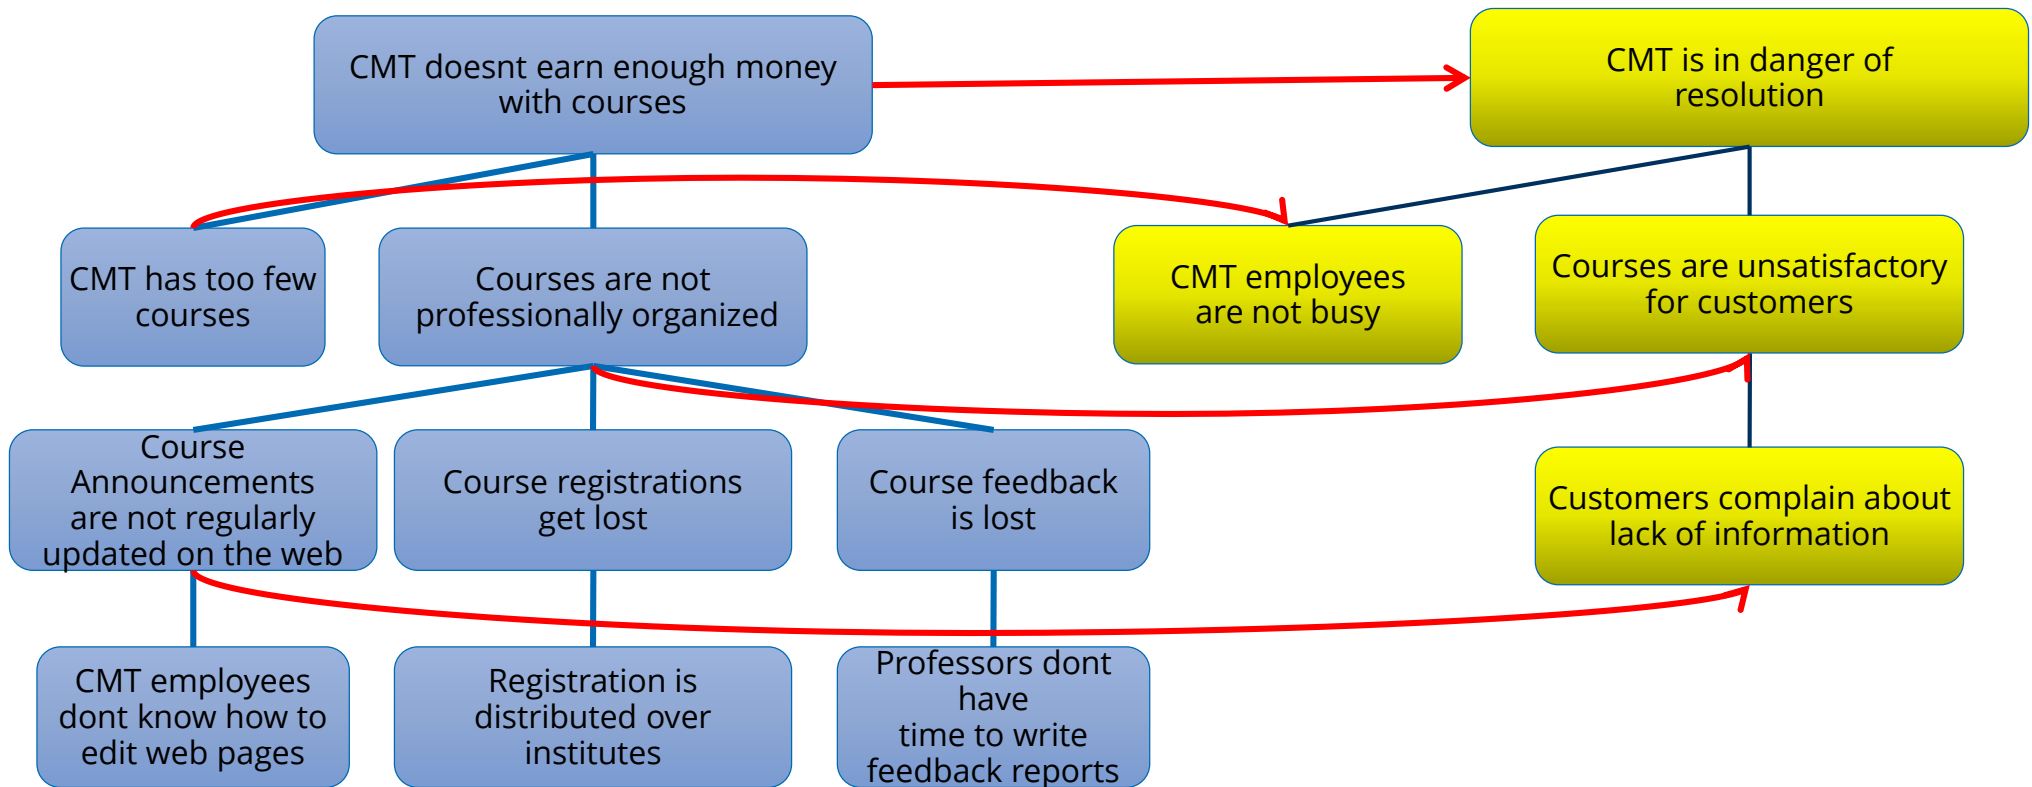 CMT doesnt earn enough money
with courses
CMT is in danger of
resolution
CMT has too few
courses
Courses are not
professionally organized
CMT employees
are not busy
Courses are unsatisfactory
for customers
Course
Announcements
are not regularly
updated on the web
Course registrations
get lost
Course feedback
is lost
Customers complain about
lack of information
CMT employees
dont know how to
edit web pages
Registration is
distributed over
institutes
Professors dont
have
time to write
feedback reports